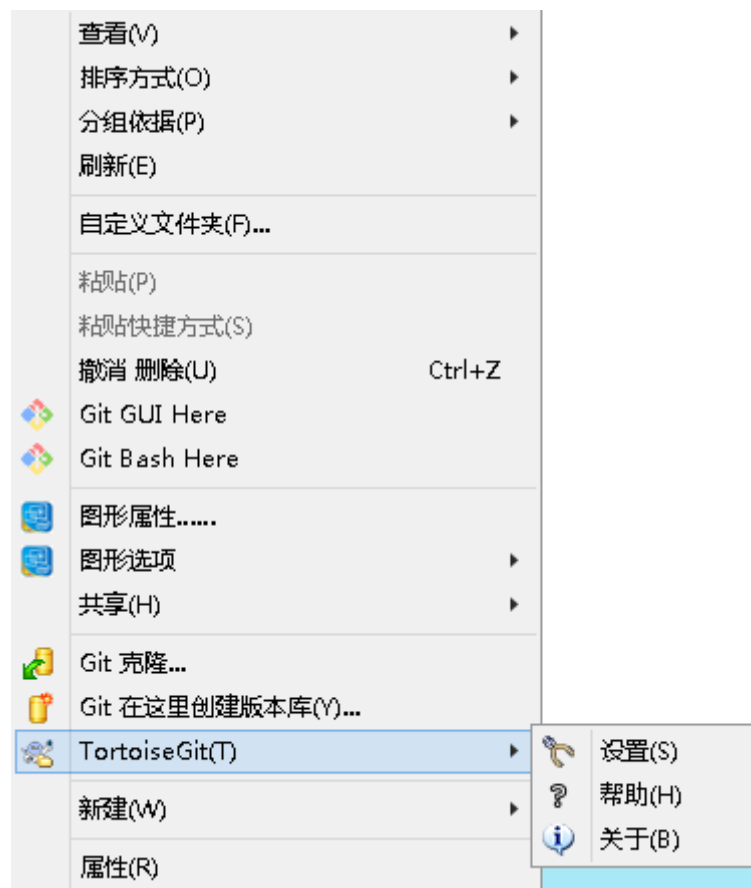 查看(V)
排序方式(O)
分组依据(P)
刷新(E)
自定义文件夹(F)...
粘贴(P)
粘贴快捷方式(S)
撤消 删除(U) Ctrl+Z
Git GUI Here
Git Bash Here
图形属性......
图形选项
共享(H)
Git 克隆...
Git 在这里创建版本库(Y)...
TortoiseGit(T)
设置(S)
帮助(H)
关于(B)
新建(W)
属性(R)